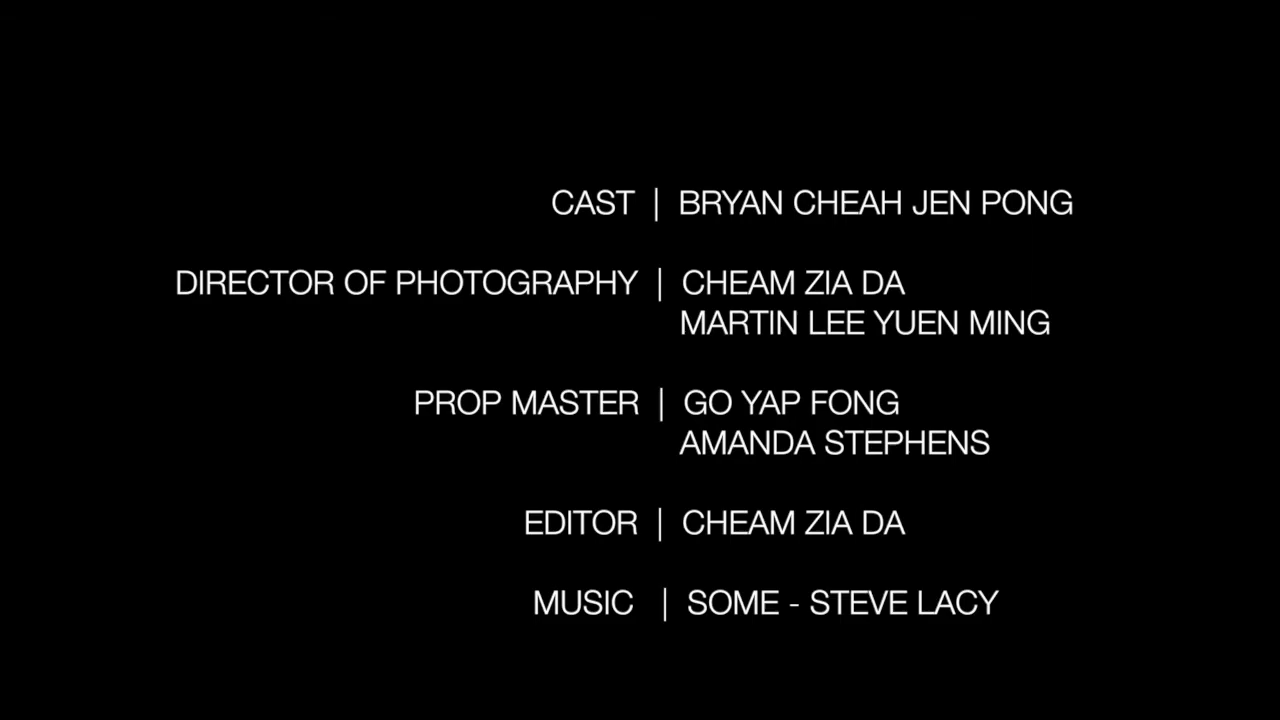 CAST | BRYAN CHEAH JEN PONG
DIRECTOR OF PHOTOGRAPHY | CHEAM ZIA DA
MARTIN LEE YUEN MING
PROP MASTER | GO YAP FONG
AMANDA STEPHENS
EDITOR | CHEAM ZIA DA
MUSIC | SOME - STEVE LACY